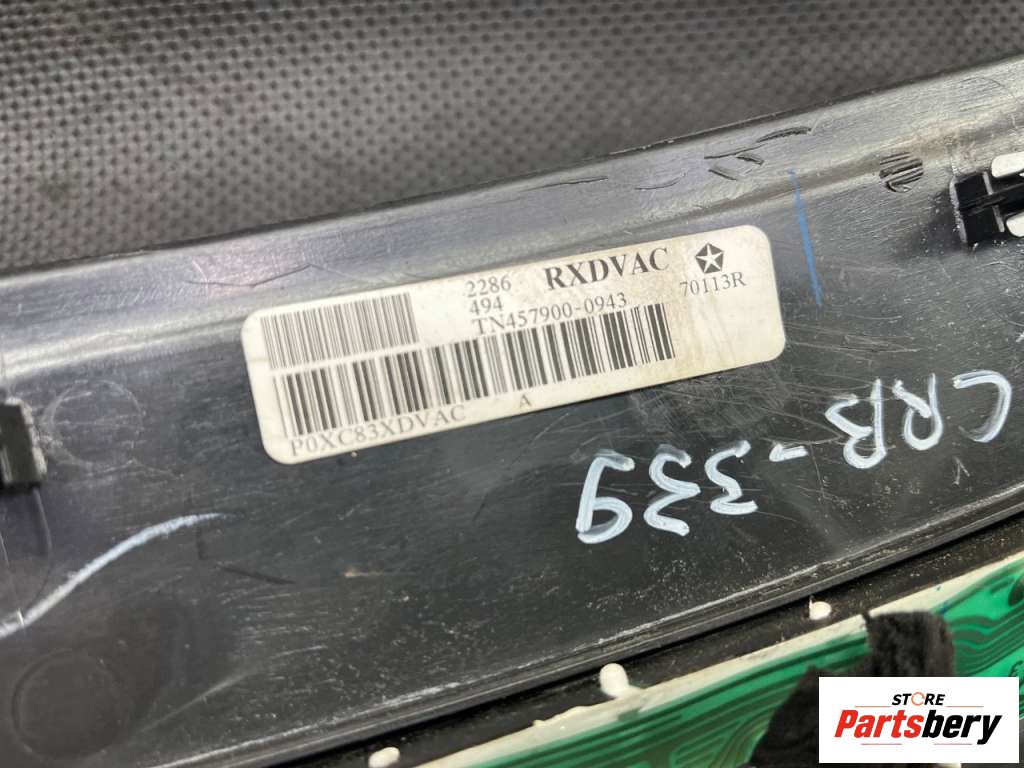 2286 RXDVAC
494 70113R
TN457900-0943
P0XC83XDVAC A
CRB-339
STORE
Partsbery